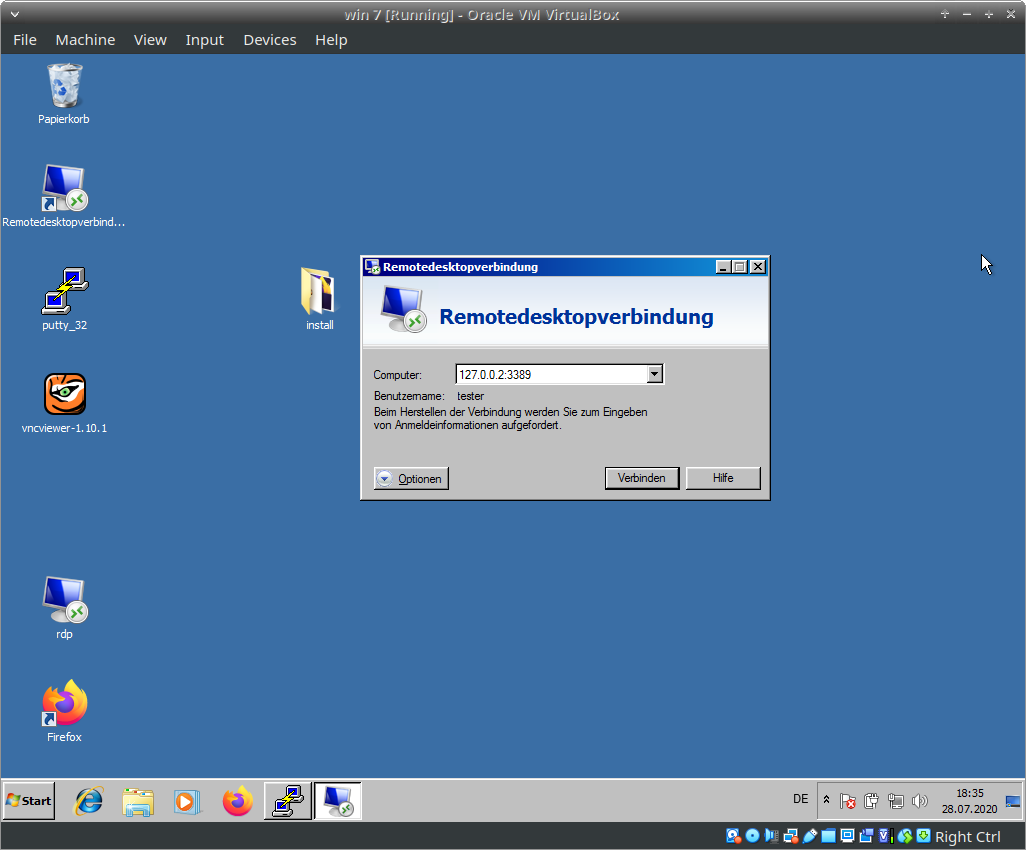 win 7 [Running] - Oracle VM VirtualBox
File Machine View Input Devices Help
Papierkorb
Remotedesktopverbind...
putty_32
install
vncviewer-1.10.1
rdp
Firefox
Remotedesktopverbindung
Remotedesktopverbindung
Computer: 127.0.0.2:3389
Benutzername: tester
Beim Herstellen der Verbindung werden Sie zum Eingeben
von Anmeldeinformationen aufgefordert.
Optionen Verbinden Hilfe
Start DE 18:35
28.07.2020
Right Ctrl